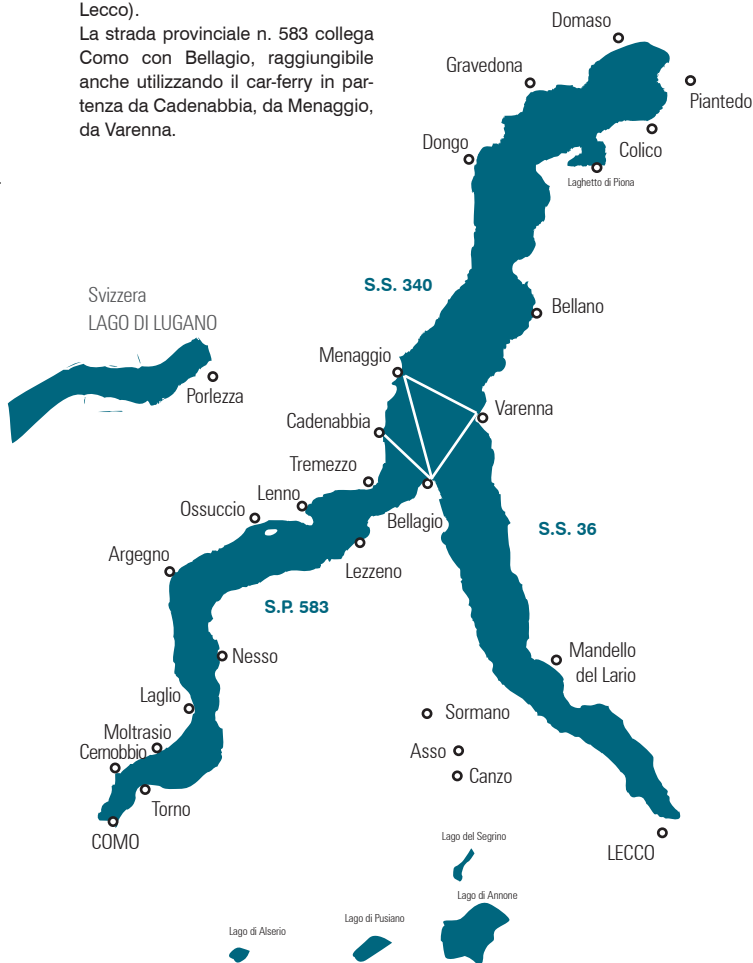 Lecco).
La strada provinciale n. 583 collega
Como con Bellagio, raggiungibile
anche utilizzando il car-ferry in par-
tenza da Cadenabbia, da Menaggio,
da Varenna.
Domaso
Gravedona
Piantedo
Dongo
Colico
Laghetto di Piona
S.S. 340
Svizzera
LAGO DI LUGANO
Bellano
Menaggio
Porlezza
Varenna
Cadenabbia
Tremezzo
Lenno
Ossuccio
Bellagio
S.S. 36
Argegno
Lezzeno
S.P. 583
Nesso
Mandello
del Lario
Laglio
Sormano
Moltrasio
Cernobbio
Asso
Canzo
Torno
COMO
Lago del Segrino
LECCO
Lago di Annone
Lago di Pusiano
Lago di Alserio